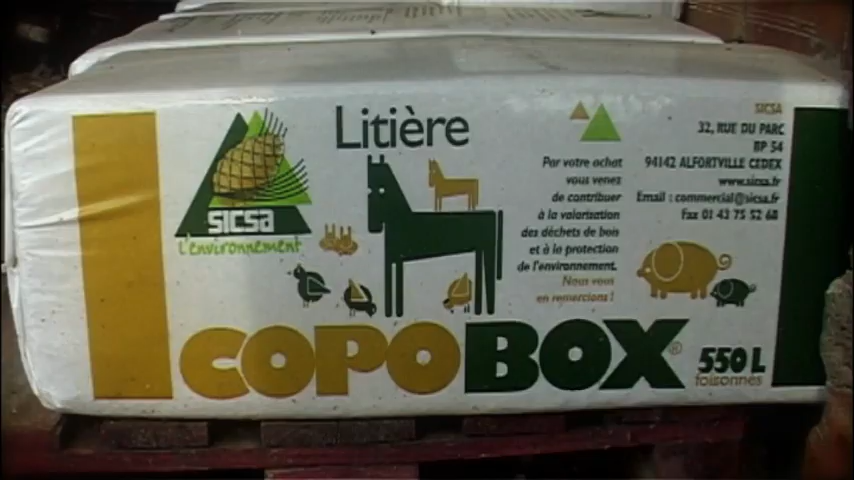 SICSA
l'environnement
Litière
Par votre achat
vous venez
de contribuer
à la valorisation
des déchets de bois
et à la protection
de l'environnement.
Nous vous
en remercions !
SICSA
32, RUE DU PARC
BP 54
94142 ALFORTVILLE CEDEX
www.sicsa.fr
Email : commercial@sicsa.fr
Fax 01 43 75 52 68
COPOBOX®
550 L
foisonnés